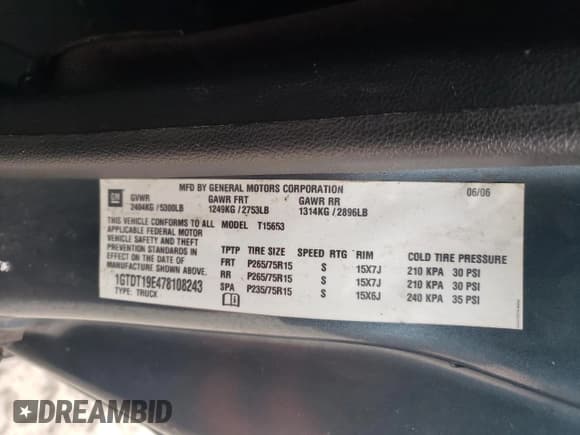 MFD BY GENERAL MOTORS CORPORATION 06/06
GM GVWR GAWR FRT GAWR RR
2404KG / 5300LB 1249KG / 2753LB 1314KG / 2896LB
THIS VEHICLE CONFORMS TO ALL MODEL T15653
APPLICABLE FEDERAL MOTOR
VEHICLE SAFETY AND THEFT
PREVENTION STANDARDS IN
EFFECT ON THE DATE OF
MANUFACTURE SHOWN ABOVE.
1GTDT19E478108243
TYPE: TRUCK
TPTP TIRE SIZE SPEED RTG RIM COLD TIRE PRESSURE
FRT P265/75R15 S 15X7J 210 KPA 30 PSI
RR P265/75R15 S 15X7J 210 KPA 30 PSI
SPA P235/75R15 S 15X6J 240 KPA 35 PSI
DREAMBID